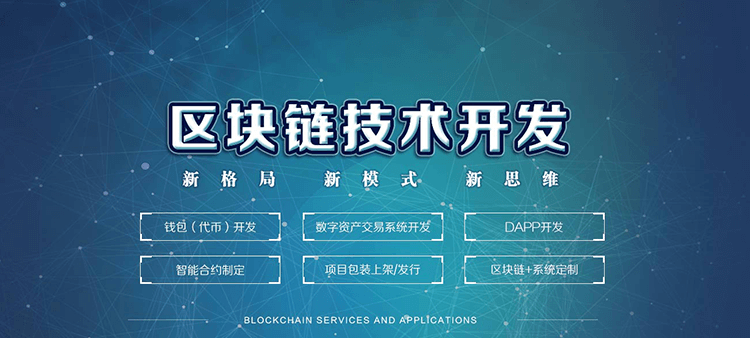 区块链技术开发
新格局 新模式 新思维
钱包（代币）开发 数字资产交易系统开发 DAPP开发
智能合约制定 项目包装上架/发行 区块链+系统定制
BLOCKCHAIN SERVICES AND APPLICATIONS